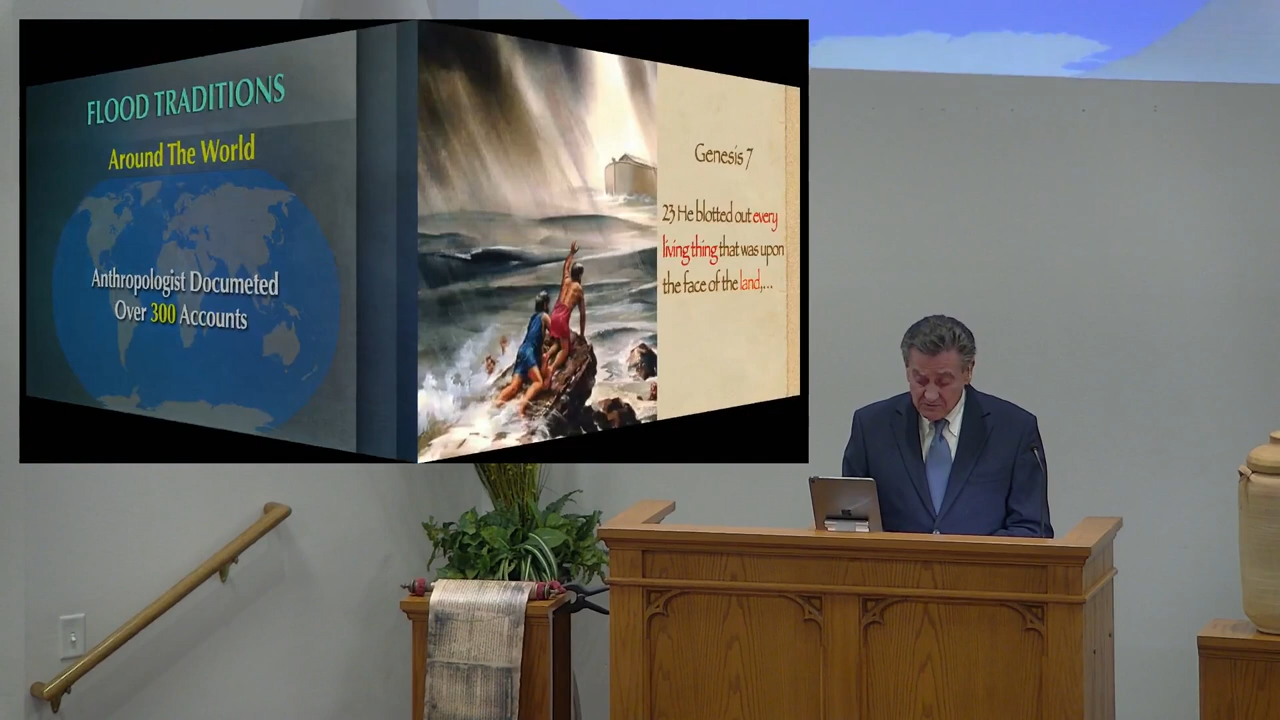 FLOOD TRADITIONS
Around The World
Anthropologist Documeted
Over 300 Accounts
Genesis 7
23 He blotted out every
living thing that was upon
the face of the land,...